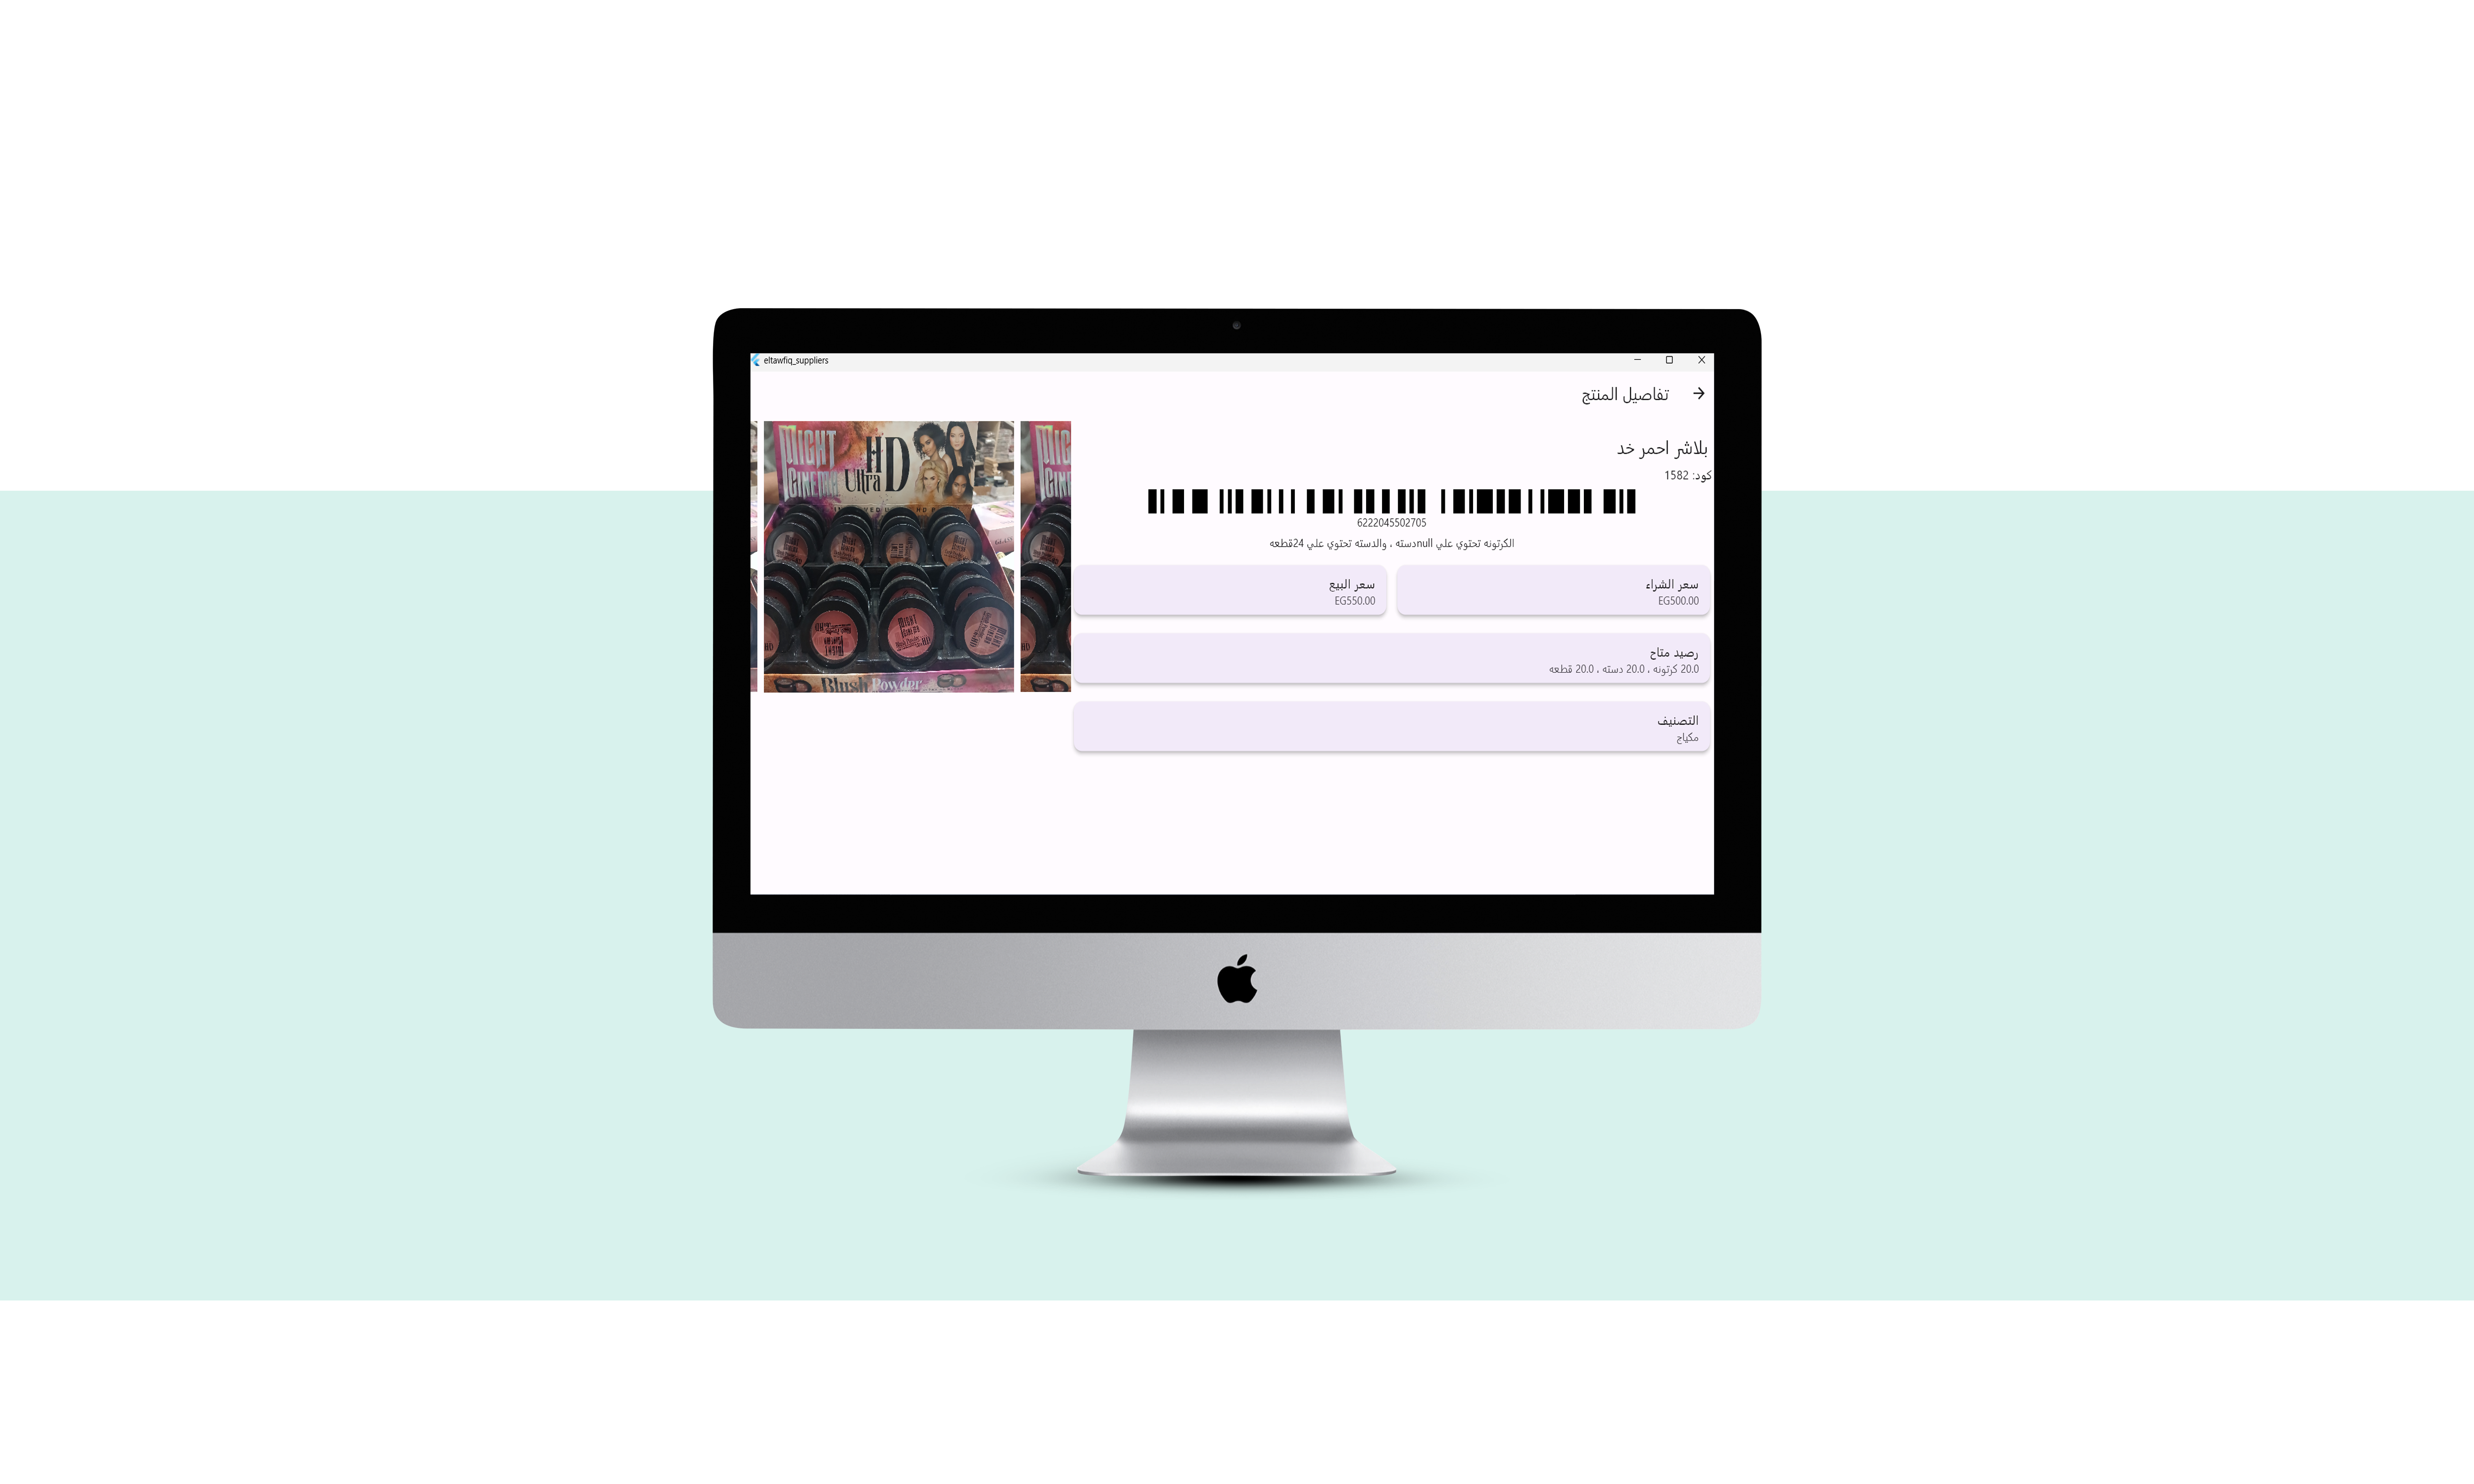 eltawfiq_suppliers
تفاصيل المنتج
بلاشر احمر خد
كود: 1582
6222045502705
الكرتونه تحتوي علي nullدسته ، والدسته تحتوي علي 24قطعه
سعر الشراء
EG500.00
سعر البيع
EG550.00
رصيد متاح
20.0 كرتونه ، 20.0 دسته ، 20.0 قطعه
التصنيف
مكياج
MIGHT
CINEMA
Ultra HD
Blush Powder